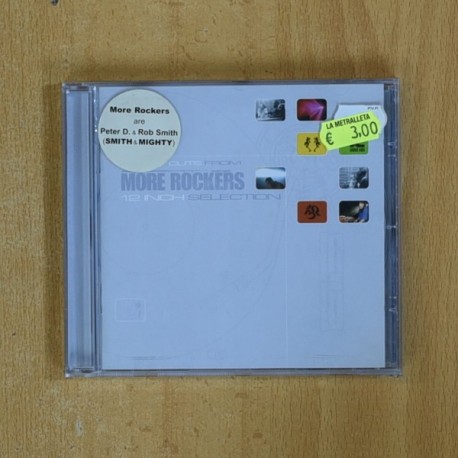 More Rockers
are
Peter D. & Rob Smith
(SMITH & MIGHTY)
LA METRALLETA
€ 3,00
CUTS FROM
MORE ROCKERS
12 INCH SELECTION